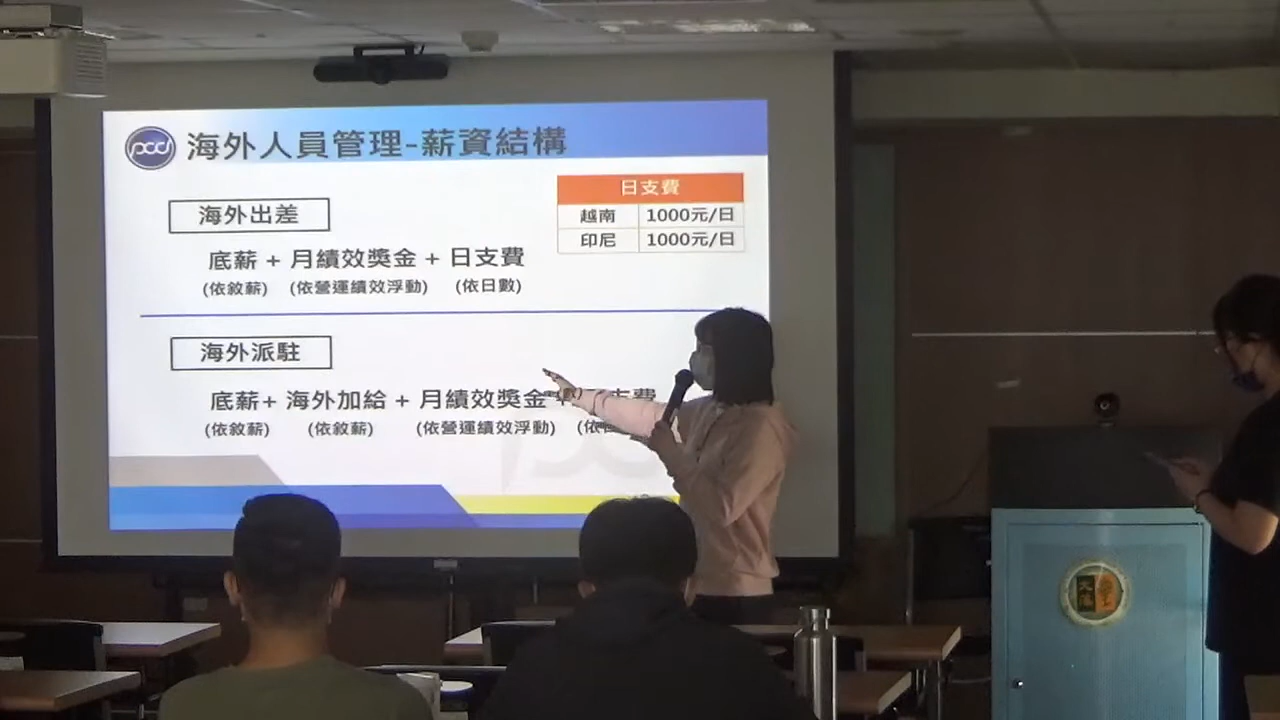 pcd
海外人員管理-薪資結構
日支費
越南 1000元/日
印尼 1000元/日
海外出差
底薪 + 月績效獎金 + 日支費
(依敘薪) (依營運績效浮動) (依日數)
海外派駐
底薪+ 海外加給 + 月績效獎金 支費
(依敘薪) (依敘薪) (依營運績效浮動) (依